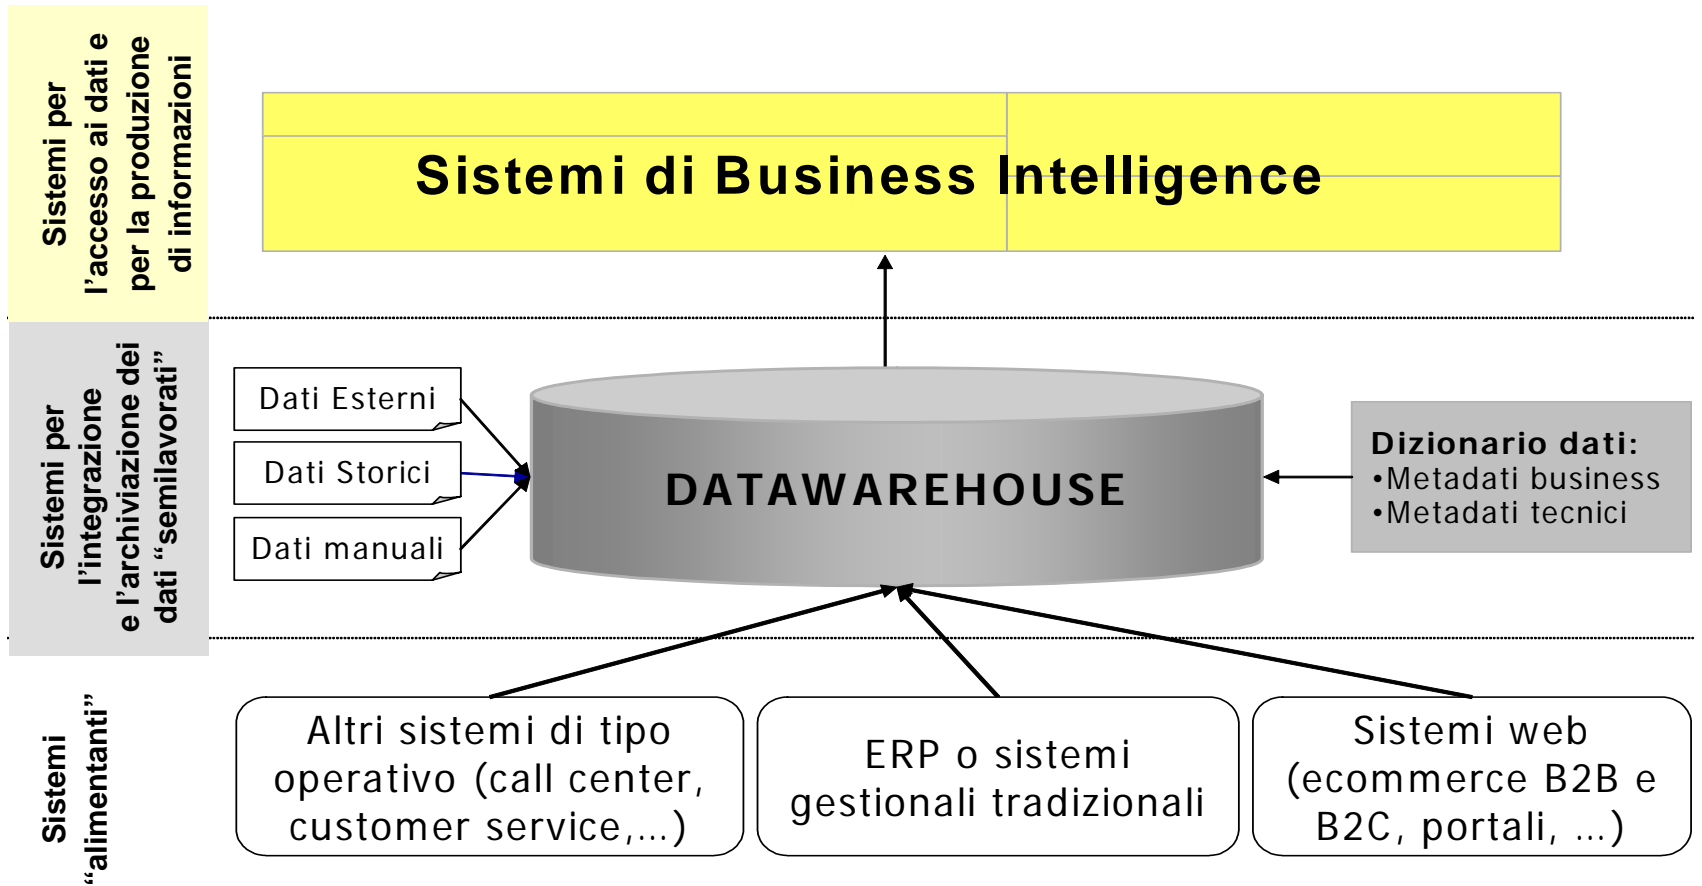 Sistemi per
l'accesso ai dati e
per la produzione
di informazioni
Sistemi di Business Intelligence
Sistemi per
l'integrazione
e l'archiviazione dei
dati “semilavorati”
Dati Esterni
Dati Storici
Dati manuali
DATAWAREHOUSE
Dizionario dati:
•Metadati business
•Metadati tecnici
Sistemi
“alimentanti”
Altri sistemi di tipo
operativo (call center,
customer service,…)
ERP o sistemi
gestionali tradizionali
Sistemi web
(ecommerce B2B e
B2C, portali, …)